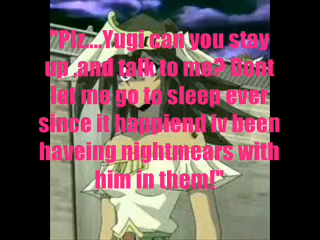 "Plz....Yugi can you stay
up ,and talk to me? Dont
let me go to sleep ever
since it happiend iv been
haveing nightmears with
him in them!"